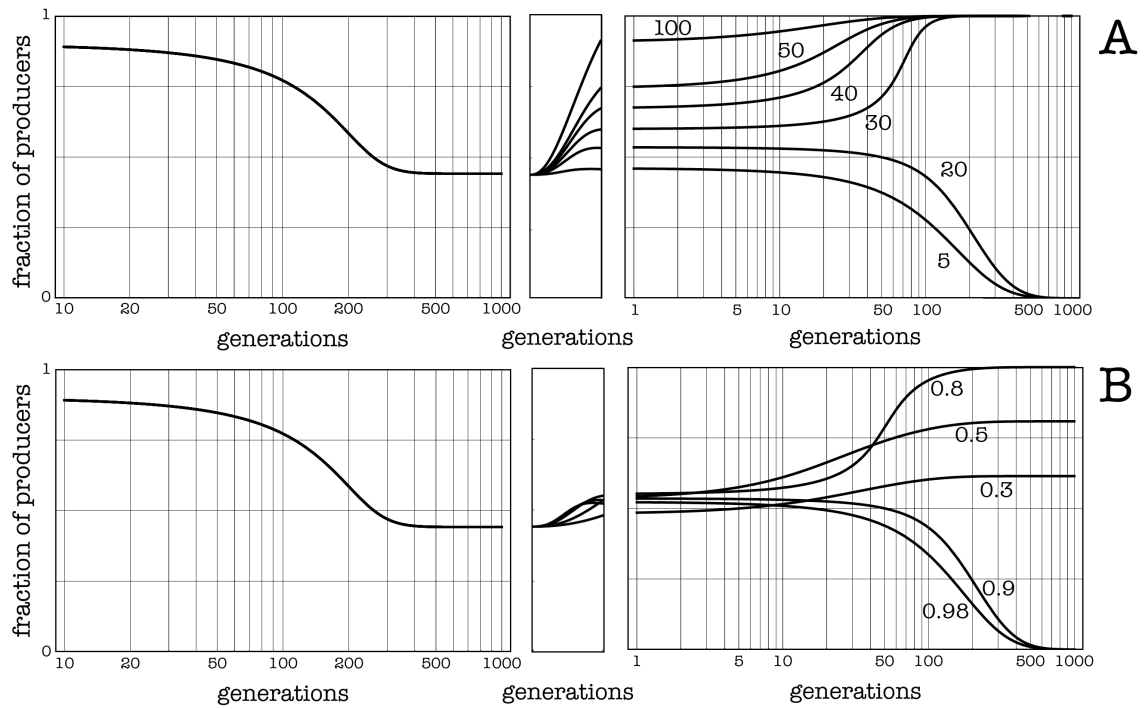 A
fraction of producers
1
0
100
50
40
30
20
5
10 20 50 100 200 500 1000
1 5 10 50 100 500 1000
generations generations generations
B
fraction of producers
1
0
0.8
0.5
0.3
0.9
0.98
10 20 50 100 200 500 1000
1 5 10 50 100 500 1000
generations generations generations